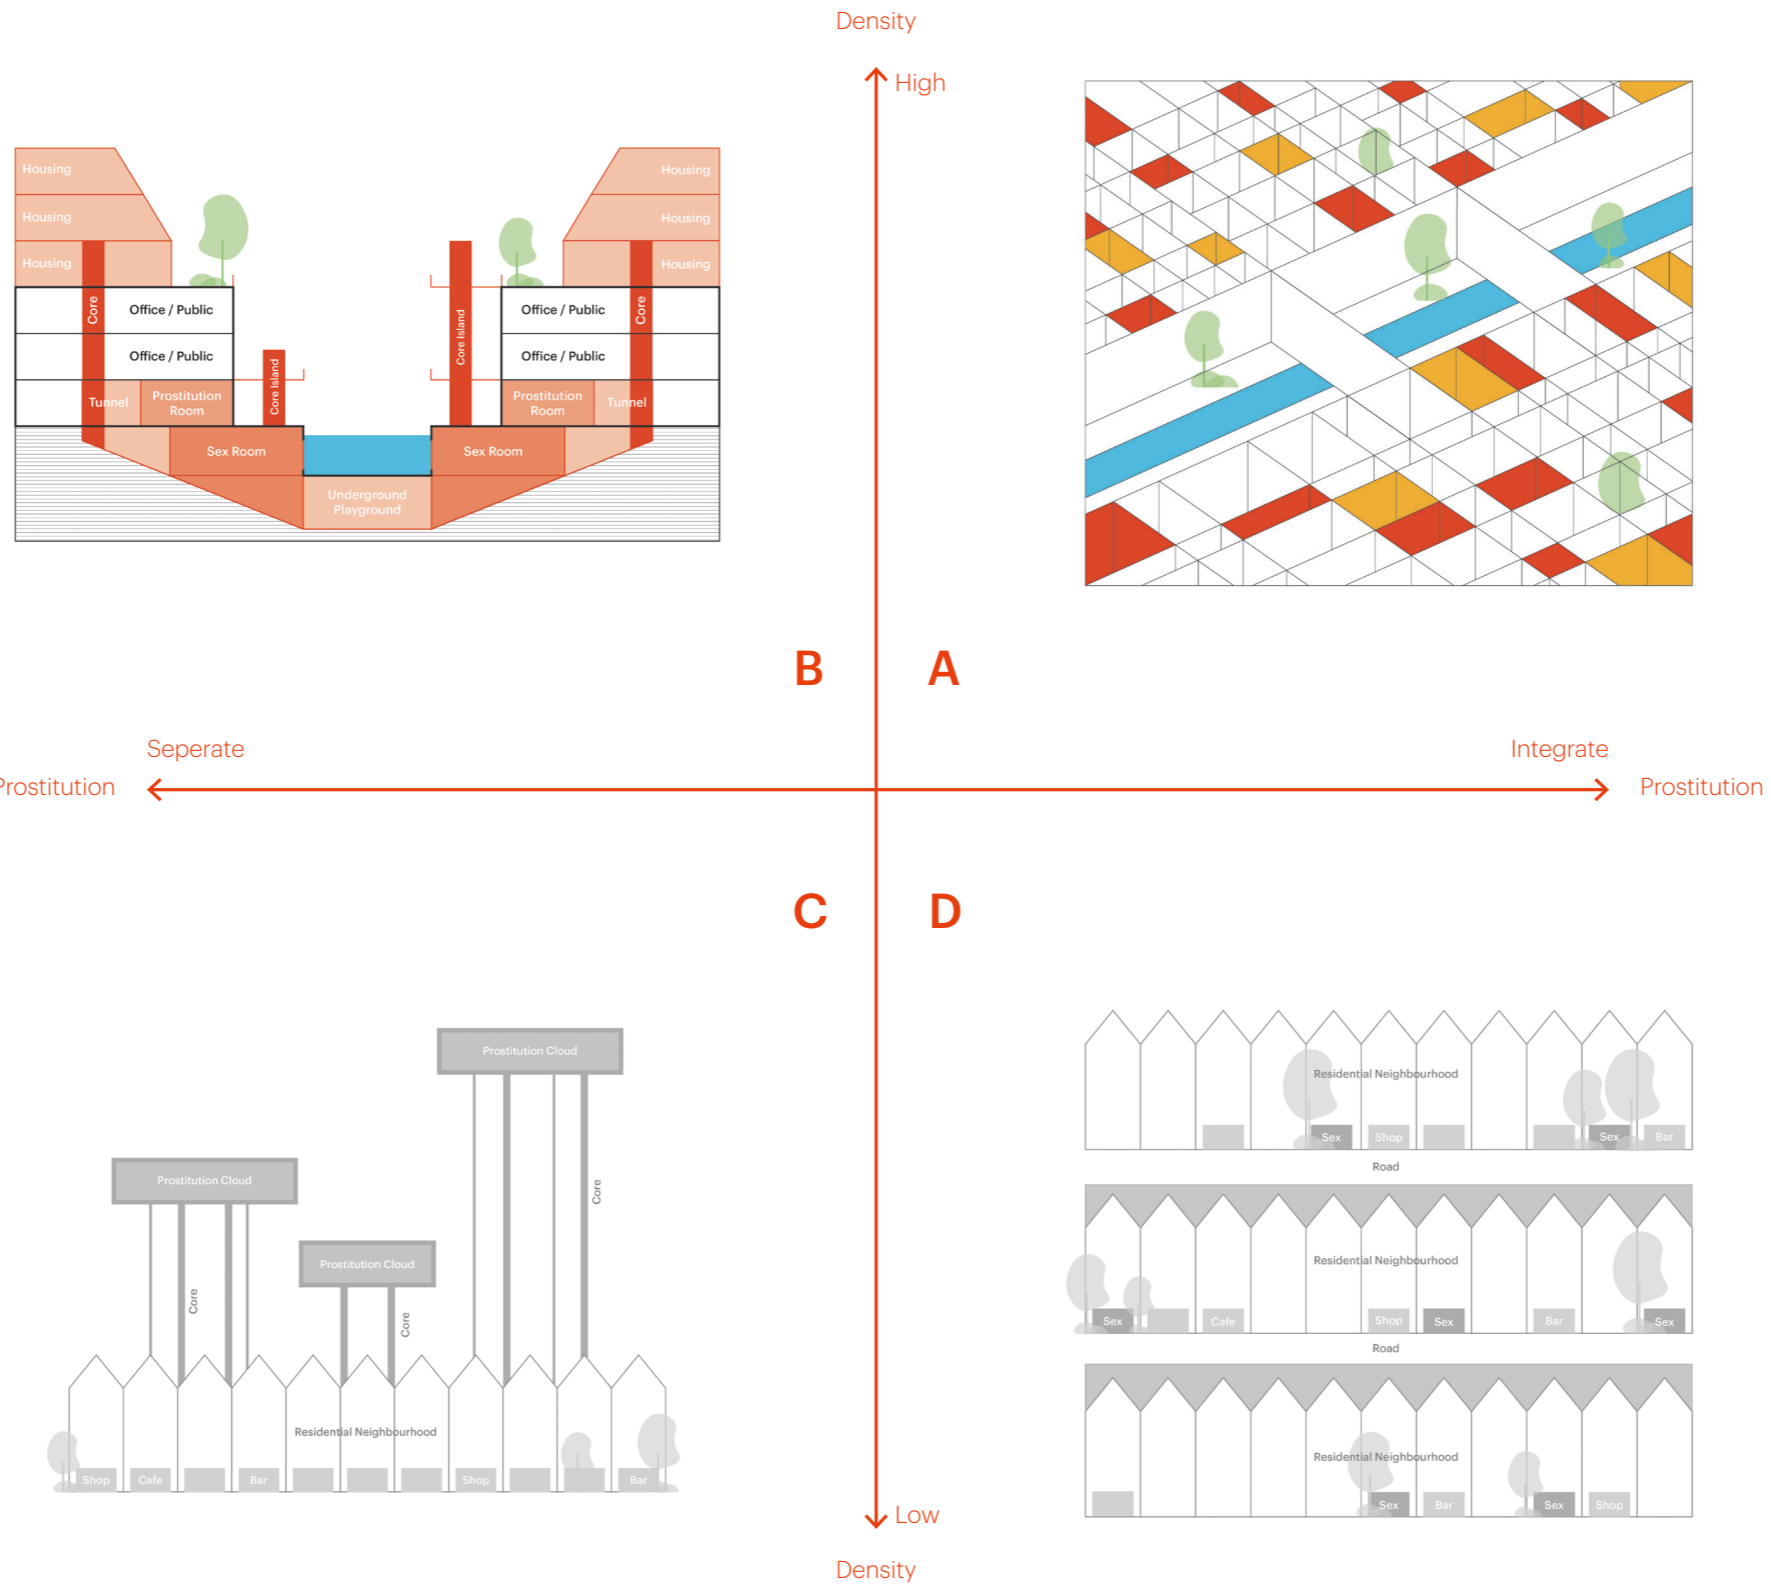 Density
High
Housing
Housing
Housing
Housing
Housing
Housing
Core
Office / Public
Office / Public
Core
Office / Public
Office / Public
Core Island
Core Island
Tunnel
Prostitution
Room
Prostitution
Room
Tunnel
Sex Room
Sex Room
Underground
Playground
B
A
Seperate
Integrate
Prostitution
Prostitution
C
D
Prostitution Cloud
Prostitution Cloud
Prostitution Cloud
Core
Core
Core
Residential Neighbourhood
Shop
Cafe
Bar
Shop
Bar
Residential Neighbourhood
Sex
Shop
Sex
Bar
Road
Residential Neighbourhood
Sex
Cafe
Shop
Sex
Bar
Sex
Road
Residential Neighbourhood
Sex
Bar
Sex
Shop
Low
Density